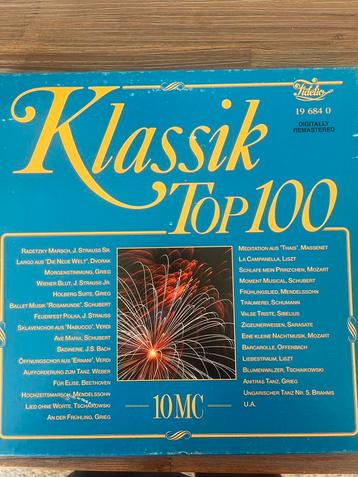 Fidelio
19 684 0
DIGITALLY
REMASTERED
Klassik
TOP 100
RADETZKY MARSCH, J. STRAUSS SR.
LARGO AUS "DIE NEUE WELT", DVORAK
MORGENSTIMMUNG, GRIEG
WIENER BLUT, J. STRAUSS JR.
HOLBERG SUITE, GRIEG
BALLET MUSIK "ROSAMUNDE", SCHUBERT
FEUERFEST POLKA, J. STRAUSS
SKLAVENCHOR AUS "NABUCCO", VERDI
AVE MARIA, SCHUBERT
BADINERIE, J.S. BACH
ÖFFNUNGSCHOR AUS "ERNANI", VERDI
AUFFORDERUNG ZUM TANZ, WEBER
FÜR ELISE, BEETHOVEN
HOCHZEITSMARSCH, MENDELSSOHN
LIED OHNE WORTE, TSCHAIKOWSKI
AN DER FRÜHLING, GRIEG
MEDITATION AUS "THAIS", MASSENET
LA CAMPANELLA, LISZT
SCHLAFE MEIN PRINZCHEN, MOZART
MOMENT MUSICAL, SCHUBERT
FRÜHLINGSLIED, MENDELSSOHN
TRÄUMEREI, SCHUMANN
VALSE TRISTE, SIBELIUS
ZIGEUNERWEISEN, SARASATE
EINE KLEINE NACHTMUSIK, MOZART
BARCAROLLE, OFFENBACH
LIEBESTRAUM, LISZT
BLUMENWALZER, TSCHAIKOWSKI
ANITRAS TANZ, GRIEG
UNGARISCHER TANZ NR. 5, BRAHMS
U.A.
10 MC